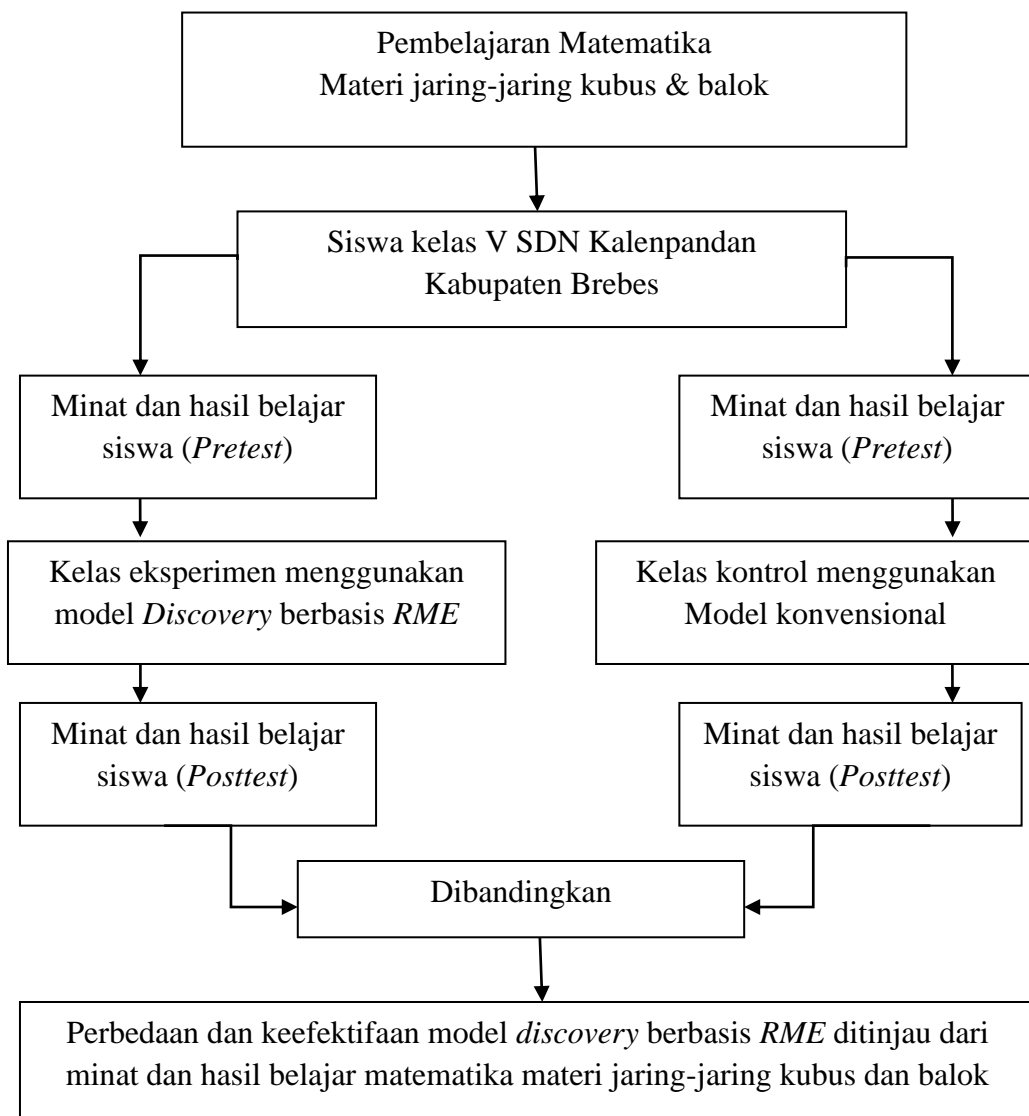 Pembelajaran Matematika
Materi jaring-jaring kubus & balok
Siswa kelas V SDN Kalenpandan
Kabupaten Brebes
Minat dan hasil belajar
siswa (Pretest)
Minat dan hasil belajar
siswa (Pretest)
Kelas eksperimen menggunakan
model Discovery berbasis RME
Kelas kontrol menggunakan
Model konvensional
Minat dan hasil belajar
siswa (Posttest)
Minat dan hasil belajar
siswa (Posttest)
Dibandingkan
Perbedaan dan keefektifaan model discovery berbasis RME ditinjau dari
minat dan hasil belajar matematika materi jaring-jaring kubus dan balok